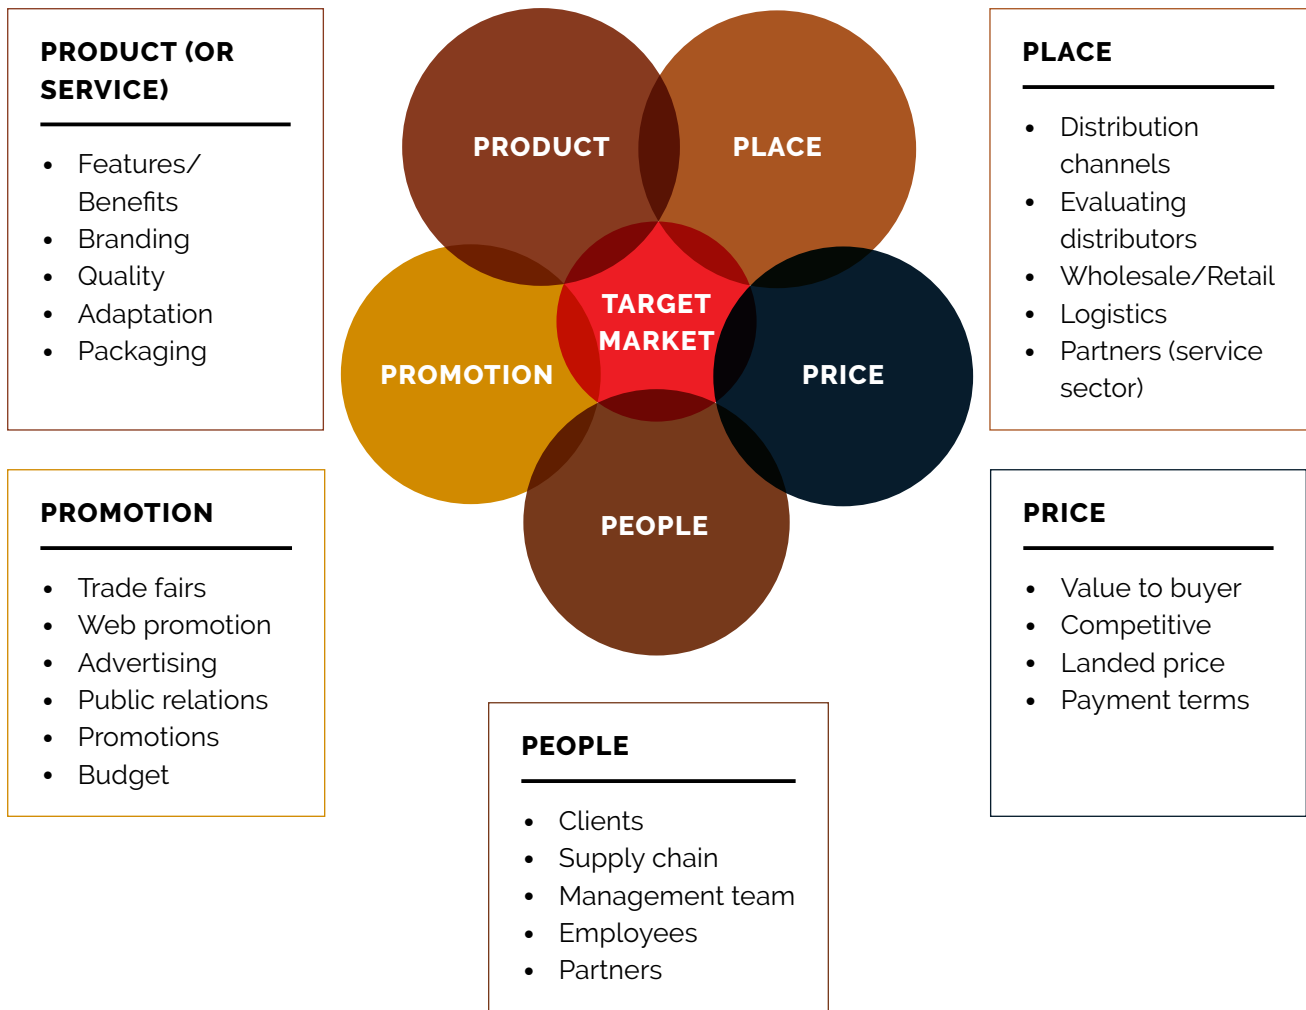 PRODUCT (OR
SERVICE)
• Features/
Benefits
• Branding
• Quality
• Adaptation
• Packaging
PRODUCT
PLACE
TARGET
MARKET
PROMOTION
PRICE
PEOPLE
PLACE
• Distribution
channels
• Evaluating
distributors
• Wholesale/Retail
• Logistics
• Partners (service
sector)
PROMOTION
• Trade fairs
• Web promotion
• Advertising
• Public relations
• Promotions
• Budget
PEOPLE
• Clients
• Supply chain
• Management team
• Employees
• Partners
PRICE
• Value to buyer
• Competitive
• Landed price
• Payment terms